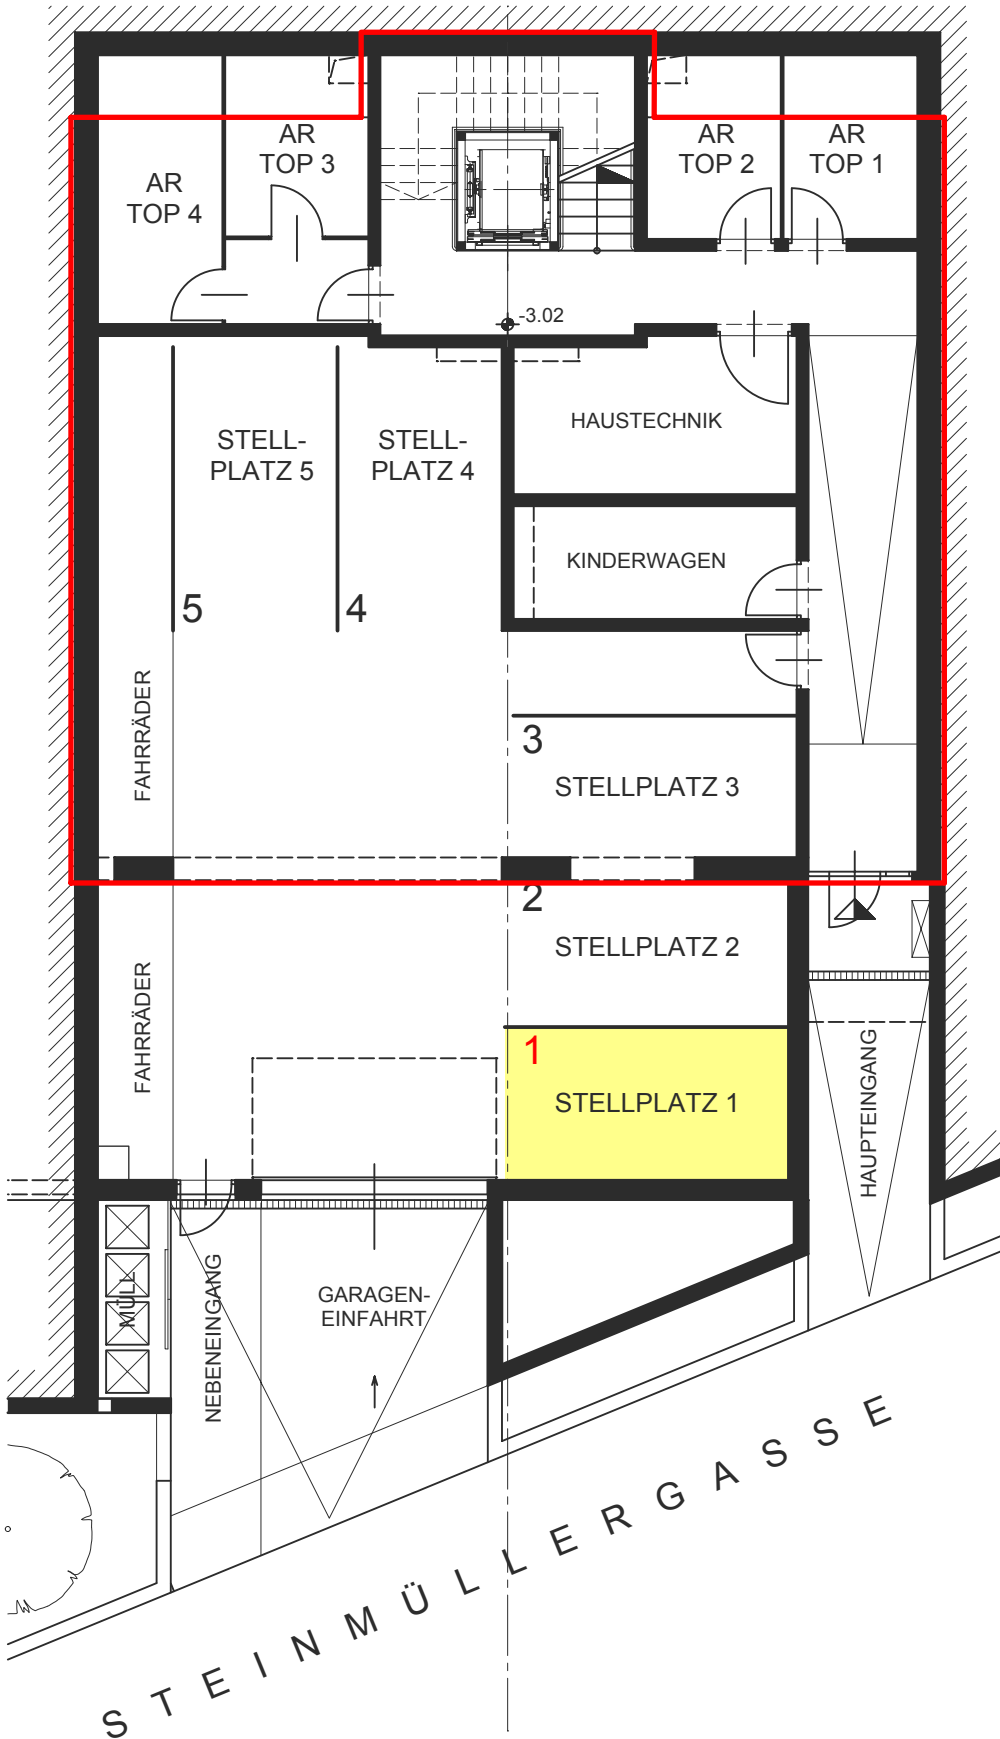 AR
TOP 4
AR
TOP 3
AR
TOP 2
AR
TOP 1
-3.02
STELL-
PLATZ 5
STELL-
PLATZ 4
HAUSTECHNIK
KINDERWAGEN
5
4
FAHRRÄDER
3
STELLPLATZ 3
2
STELLPLATZ 2
FAHRRÄDER
1
STELLPLATZ 1
HAUPTEINGANG
MÜLL
NEBENEINGANG
GARAGEN-
EINFAHRT
STEINMÜLLERGASSE